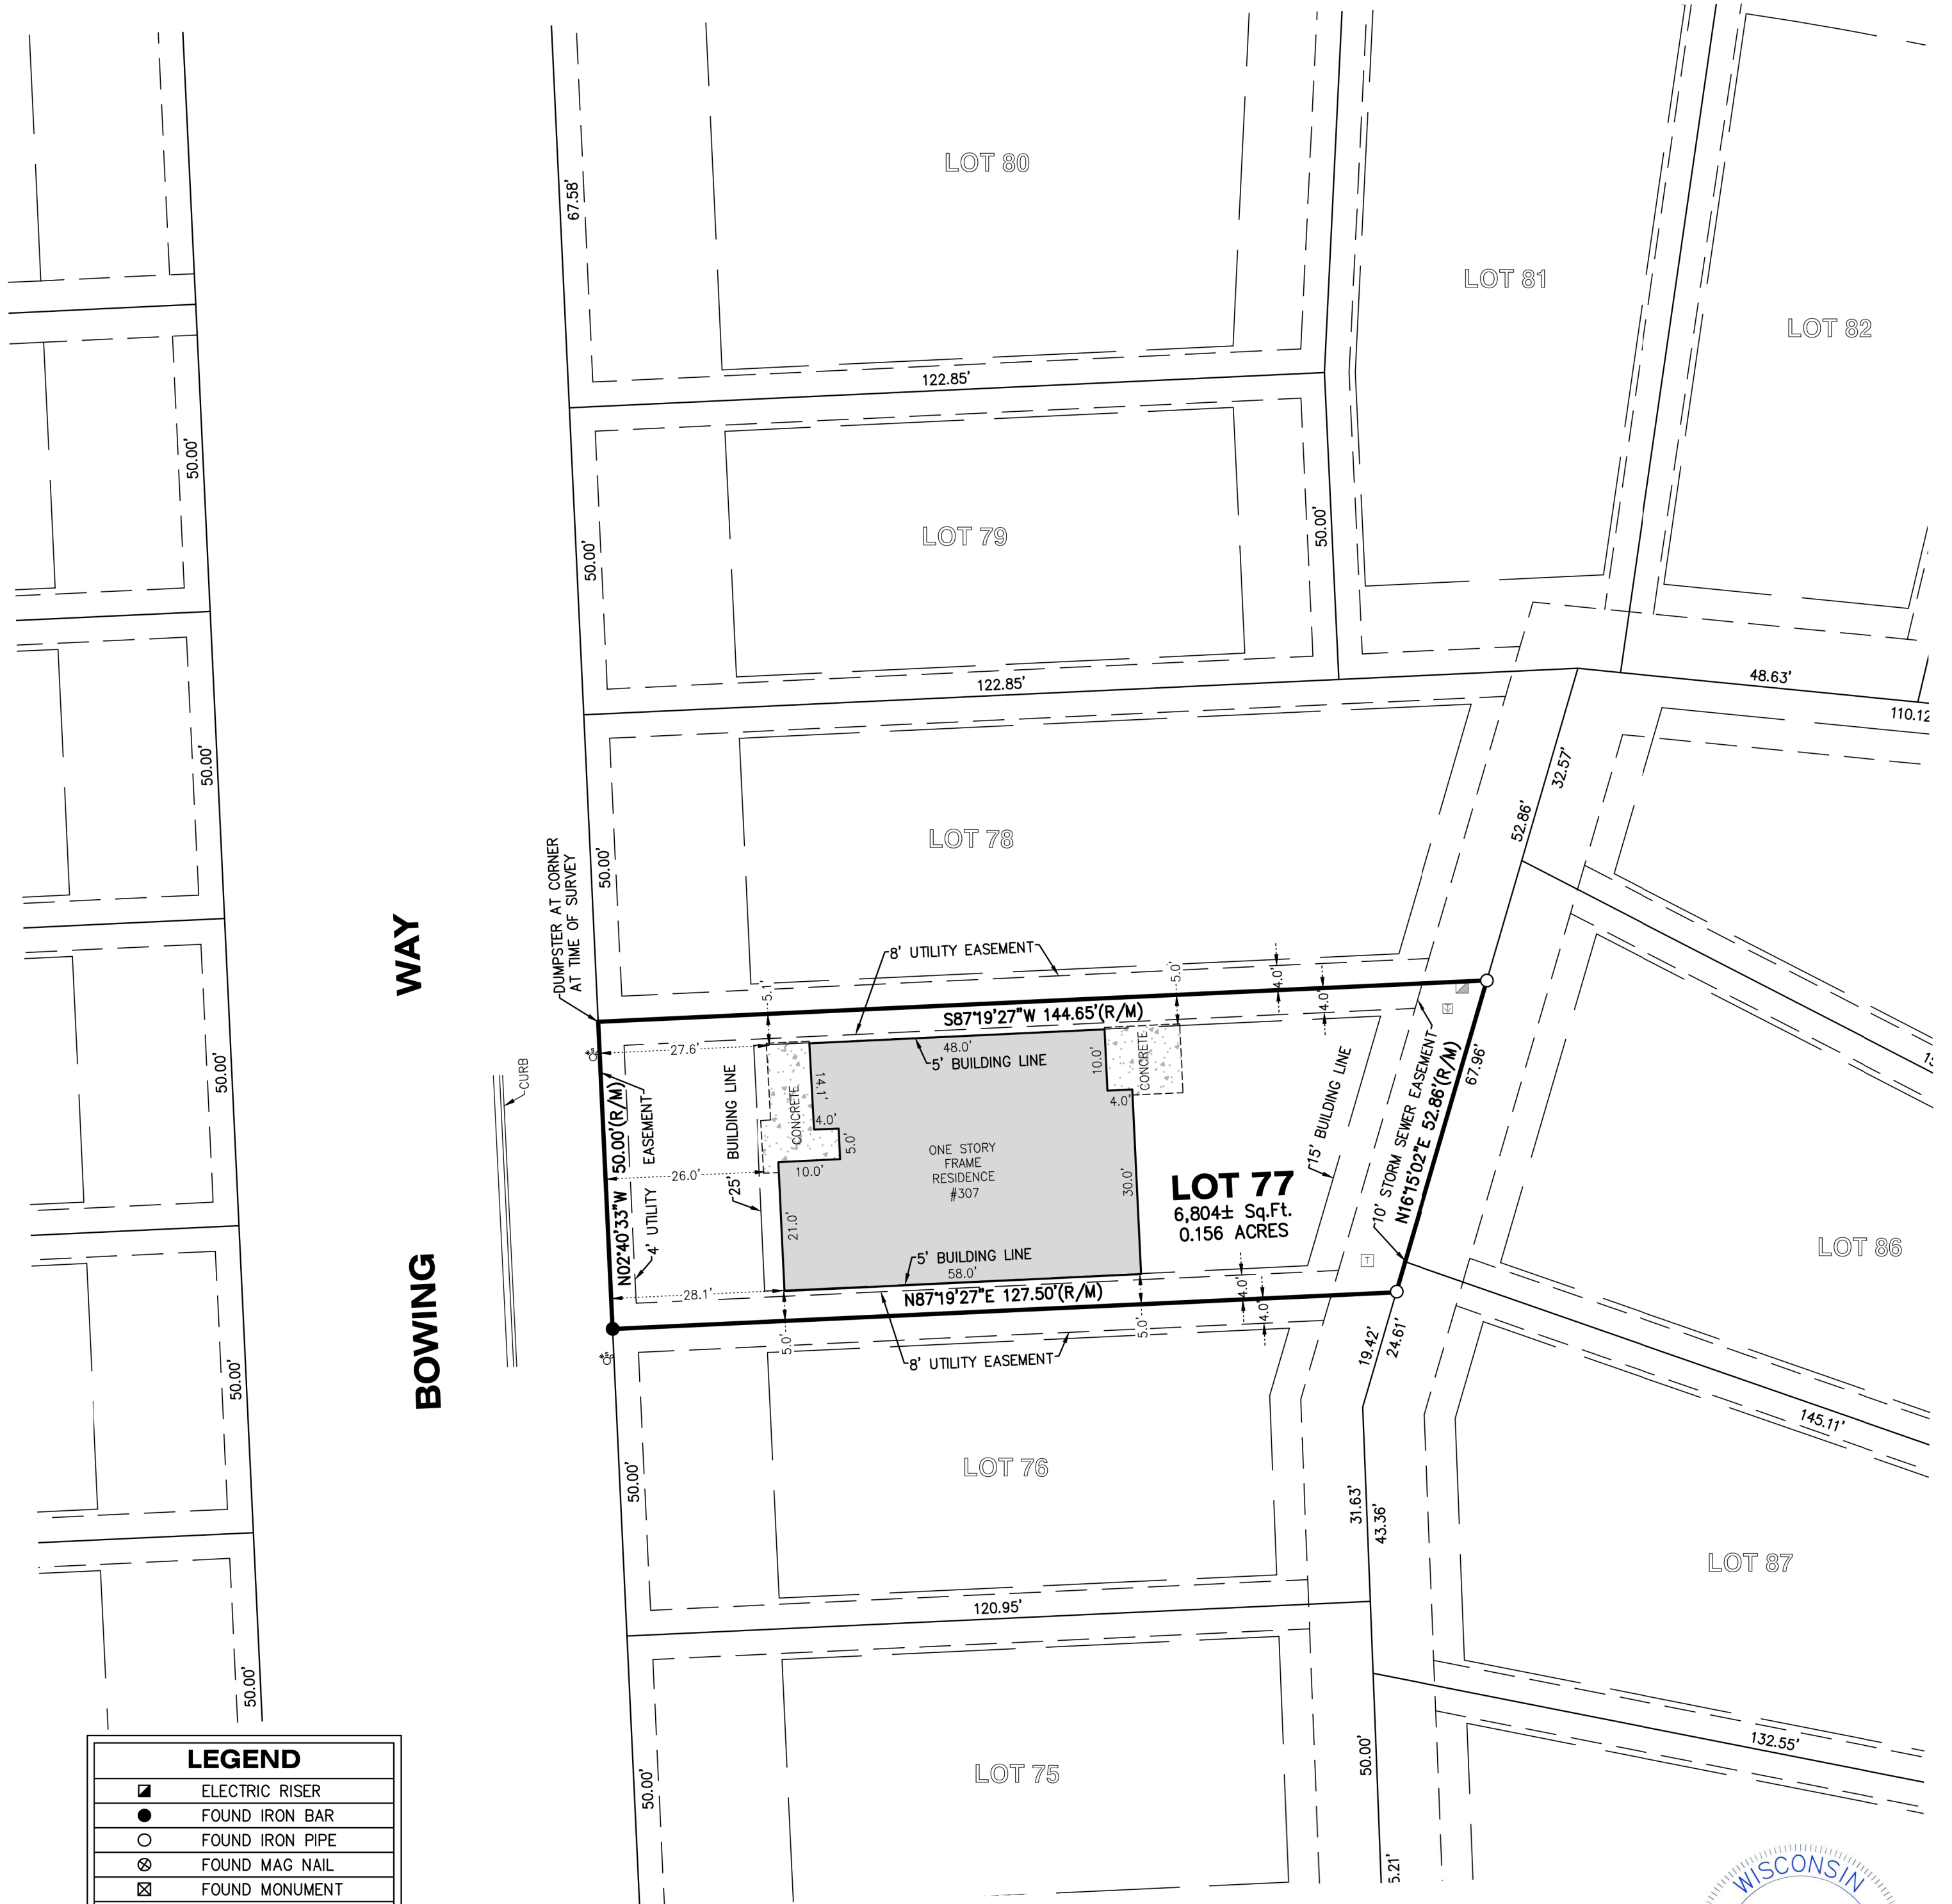 LOT 80
67.58'
LOT 81
LOT 82
122.85'
50.00'
LOT 79
50.00'
50.00'
122.85'
48.63'
110.12
50.00'
32.57'
52.86'
LOT 78
50.00'
DUMPSTER AT CORNER
AT TIME OF SURVEY
WAY
8' UTILITY EASEMENT
5.1'
5.0'
4.0'
4.0'
S87°19'27"W 144.65'(R/M)
27.6'
48.0'
5' BUILDING LINE
10.0'
CONCRETE
4.0'
CURB
50.00'
N02°40'33"W 50.00'(R/M)
4' UTILITY EASEMENT
25' BUILDING LINE
CONCRETE
14.1'
4.0'
5.0'
10.0'
26.0'
21.0'
ONE STORY
FRAME
RESIDENCE
#307
30.0'
15' BUILDING LINE
10' STORM SEWER EASEMENT
N16°15'02"E 52.86'(R/M)
67.96'
T
LOT 77
6,804± Sq.Ft.
0.156 ACRES
LOT 86
5' BUILDING LINE
58.0'
28.1'
N87°19'27"E 127.50'(R/M)
4.0'
4.0'
5.0'
5.0'
8' UTILITY EASEMENT
BOWING
50.00'
19.42'
24.61'
145.11'
LOT 76
50.00'
31.63'
43.36'
LOT 87
120.95'
50.00'
132.55'
LOT 75
50.00'
50.00'
5.21'
LEGEND
ELECTRIC RISER
FOUND IRON BAR
FOUND IRON PIPE
FOUND MAG NAIL
FOUND MONUMENT
WISCONSIN